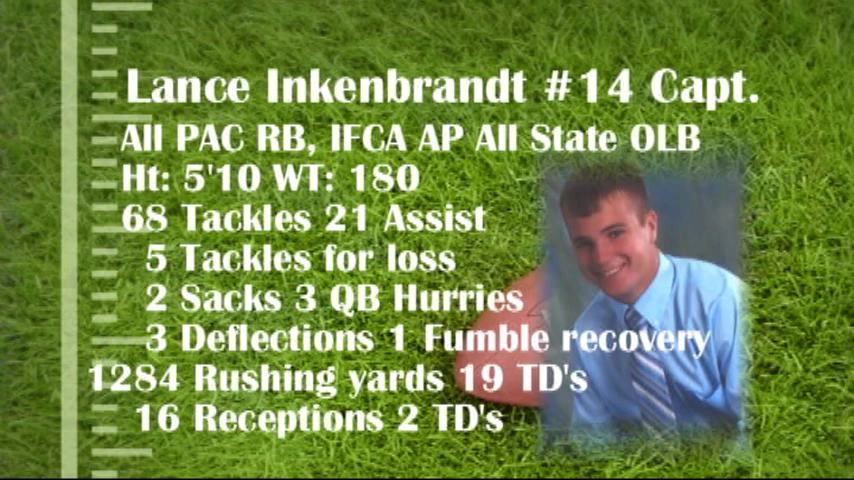 Lance Inkenbrandt #14 Capt.
All PAC RB, IFCA AP All State OLB
Ht: 5'10 WT: 180
68 Tackles 21 Assist
5 Tackles for loss
2 Sacks 3 QB Hurries
3 Deflections 1 Fumble recovery
1284 Rushing yards 19 TD's
16 Receptions 2 TD's